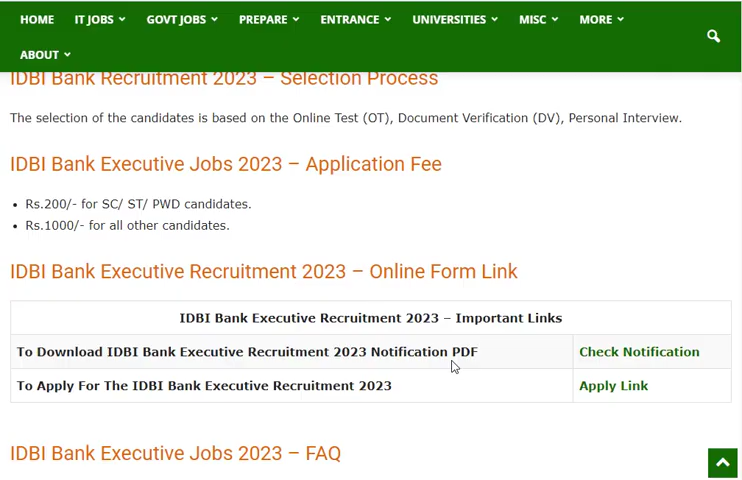 HOME IT JOBS GOVT JOBS PREPARE ENTRANCE UNIVERSITIES MISC MORE
ABOUT
IDBI Bank Recruitment 2023 – Selection Process
The selection of the candidates is based on the Online Test (OT), Document Verification (DV), Personal Interview.
IDBI Bank Executive Jobs 2023 – Application Fee
• Rs.200/- for SC/ ST/ PWD candidates.
• Rs.1000/- for all other candidates.
IDBI Bank Executive Recruitment 2023 – Online Form Link
IDBI Bank Executive Recruitment 2023 – Important Links
To Download IDBI Bank Executive Recruitment 2023 Notification PDF Check Notification
To Apply For The IDBI Bank Executive Recruitment 2023 Apply Link
IDBI Bank Executive Jobs 2023 – FAQ